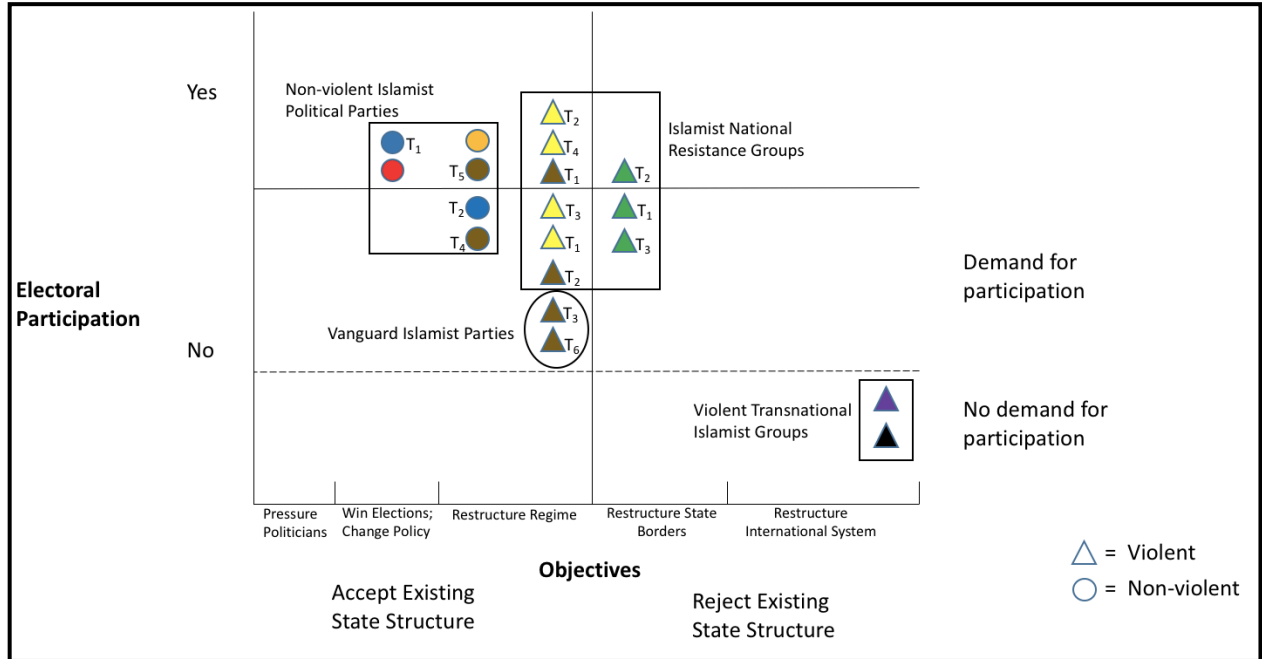 Yes
Non-violent Islamist
Political Parties
Islamist National
Resistance Groups
T2
T1
T4
T5
T1
T2
T2
T3
T1
T4
T1
T3
T2
Electoral
Participation
Demand for
participation
Vanguard Islamist Parties
T3
No
T6
Violent Transnational
Islamist Groups
No demand for
participation
Pressure
Politicians
Win Elections;
Change Policy
Restructure Regime
Restructure State
Borders
Restructure
International System
Objectives
Accept Existing
State Structure
Reject Existing
State Structure
= Violent
= Non-violent